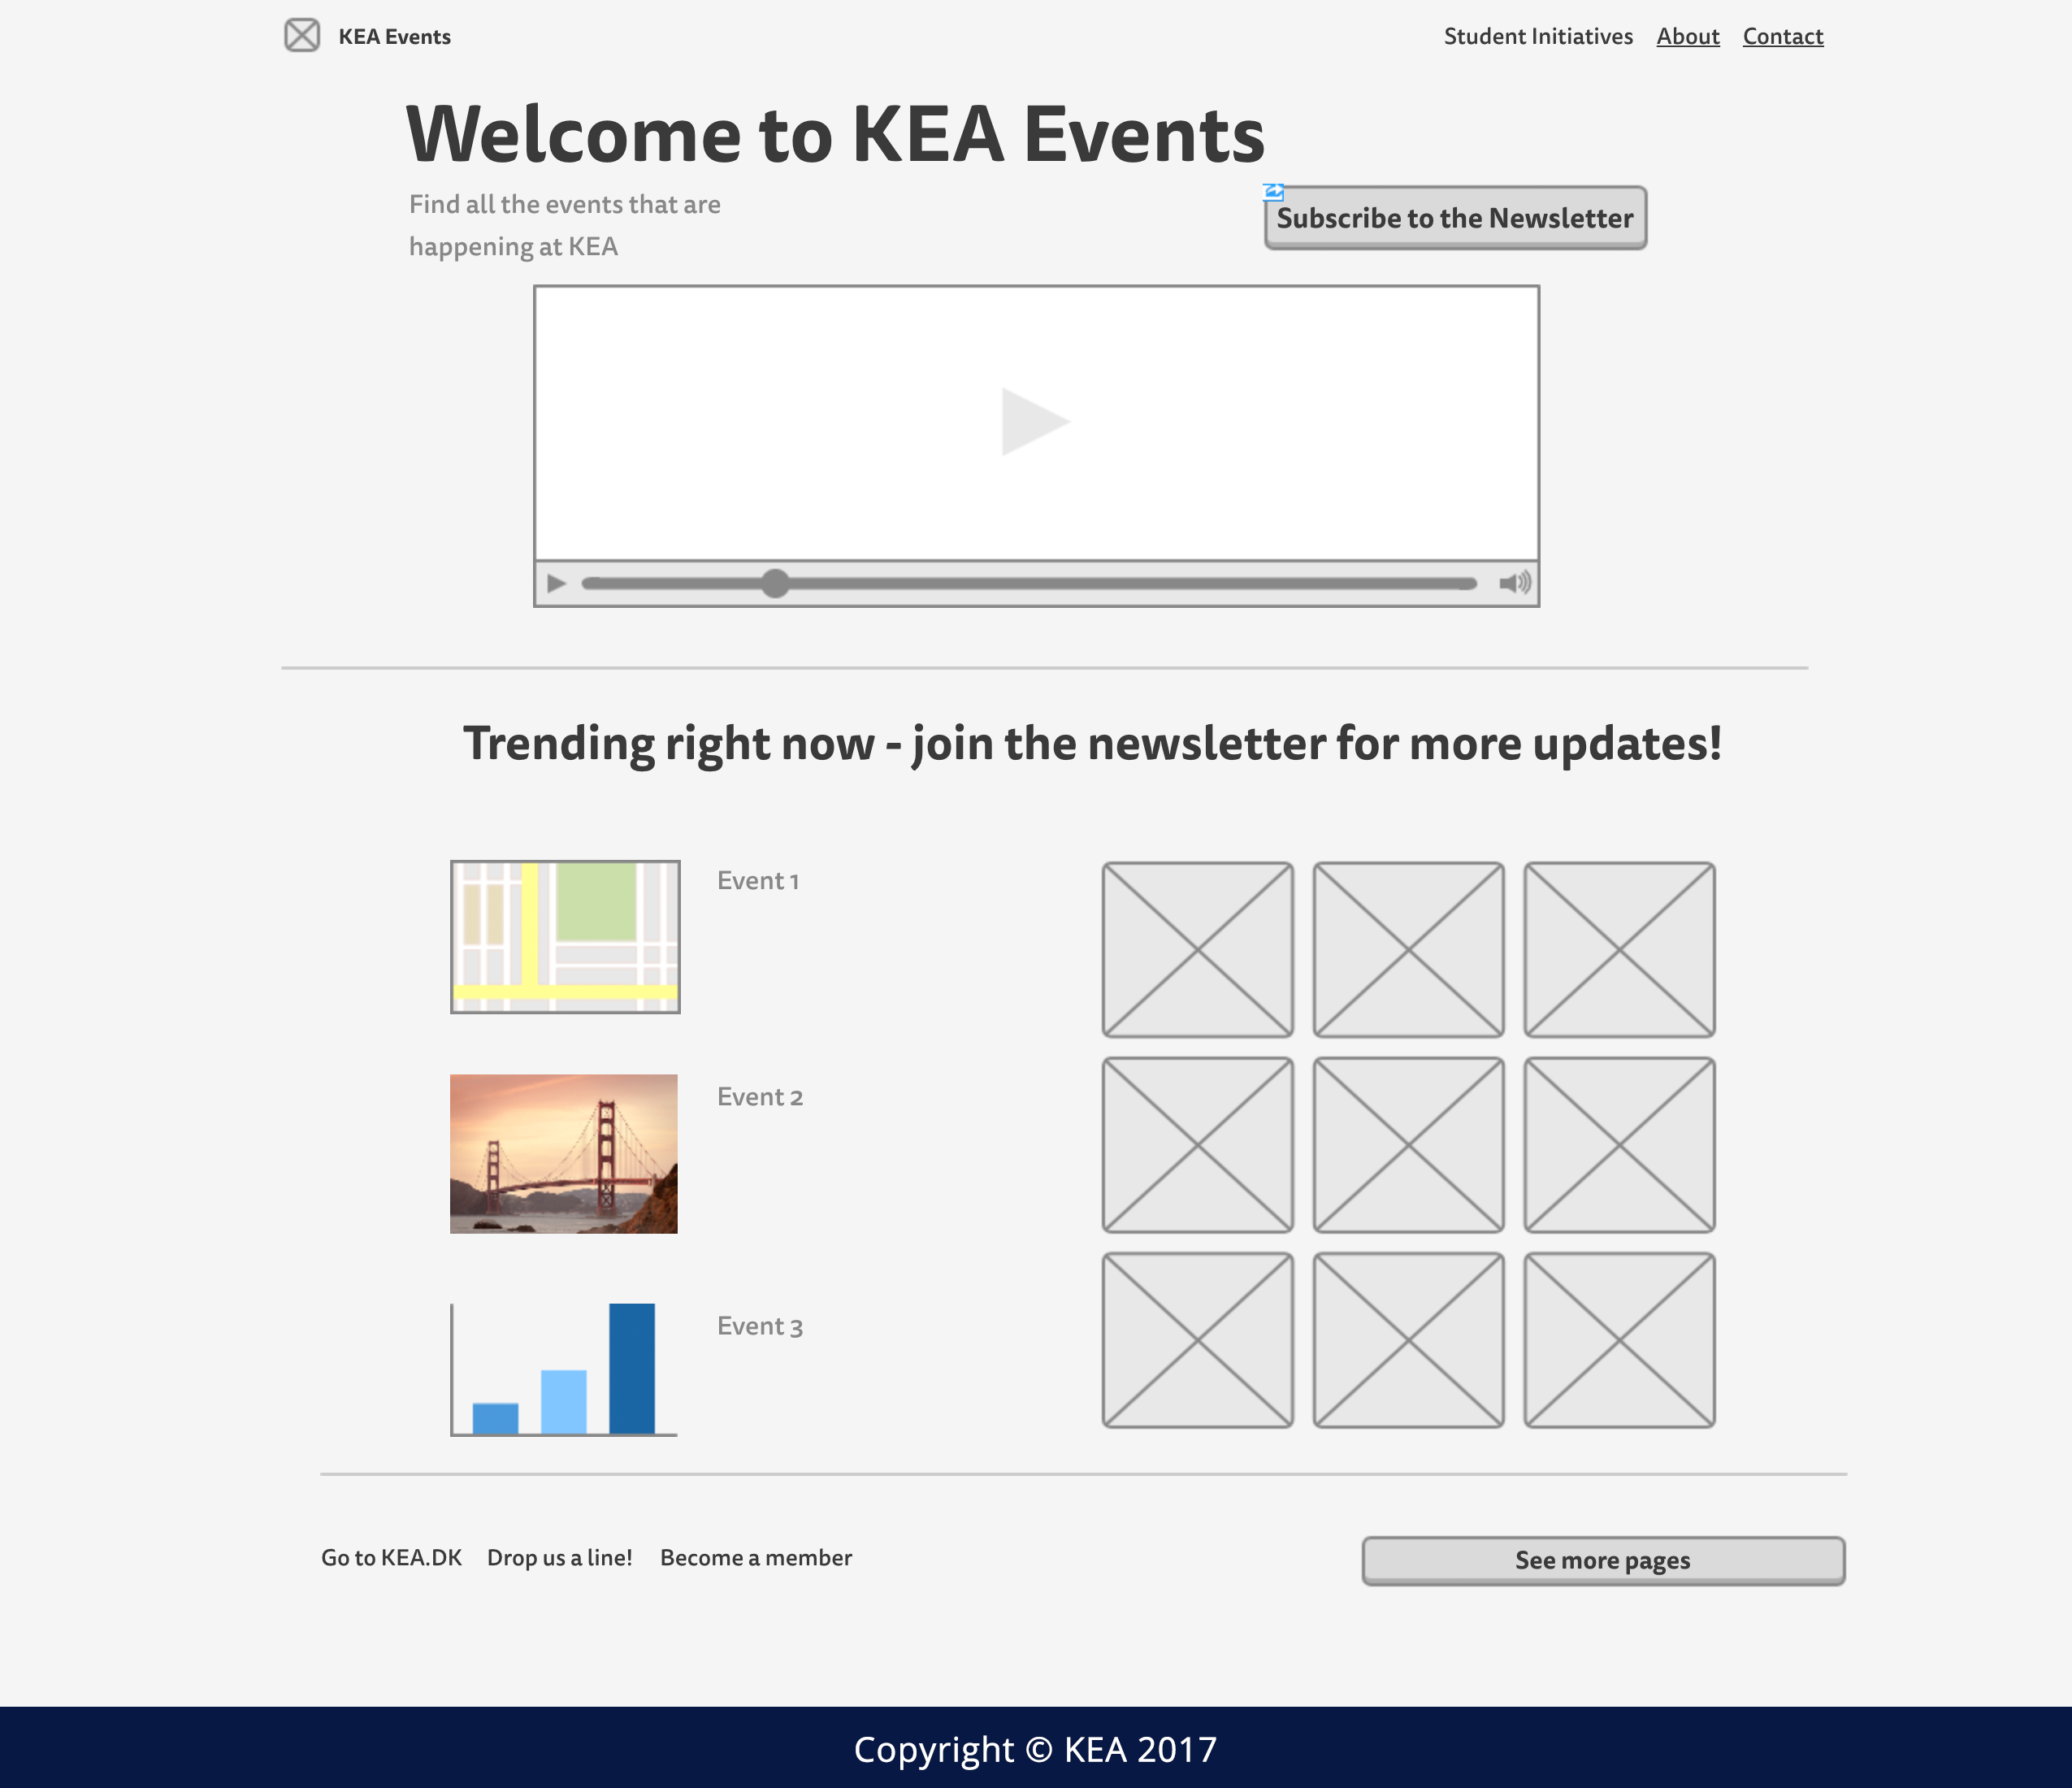 KEA Events
Student Initiatives About Contact
Welcome to KEA Events
Find all the events that are
happening at KEA
Subscribe to the Newsletter
Trending right now - join the newsletter for more updates!
Event 1
Event 2
Event 3
Go to KEA.DK Drop us a line! Become a member
See more pages
Copyright © KEA 2017